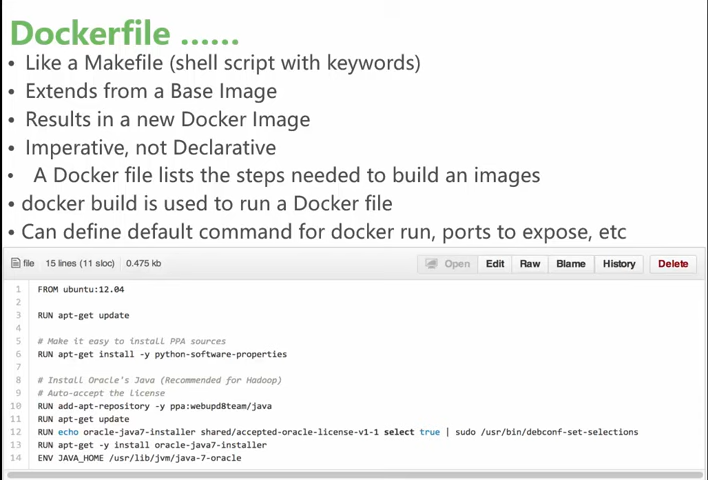 Dockerfile ……
• Like a Makefile (shell script with keywords)
• Extends from a Base Image
• Results in a new Docker Image
• Imperative, not Declarative
• A Docker file lists the steps needed to build an images
• docker build is used to run a Docker file
• Can define default command for docker run, ports to expose, etc
file 15 lines (11 sloc) 0.475 kb Open Edit Raw Blame History Delete
1 FROM ubuntu:12.04
2
3 RUN apt-get update
4
5 # Make it easy to install PPA sources
6 RUN apt-get install -y python-software-properties
7
8 # Install Oracle's Java (Recommended for Hadoop)
9 # Auto-accept the license
10 RUN add-apt-repository -y ppa:webupd8team/java
11 RUN apt-get update
12 RUN echo oracle-java7-installer shared/accepted-oracle-license-v1-1 select true | sudo /usr/bin/debconf-set-selections
13 RUN apt-get -y install oracle-java7-installer
14 ENV JAVA_HOME /usr/lib/jvm/java-7-oracle